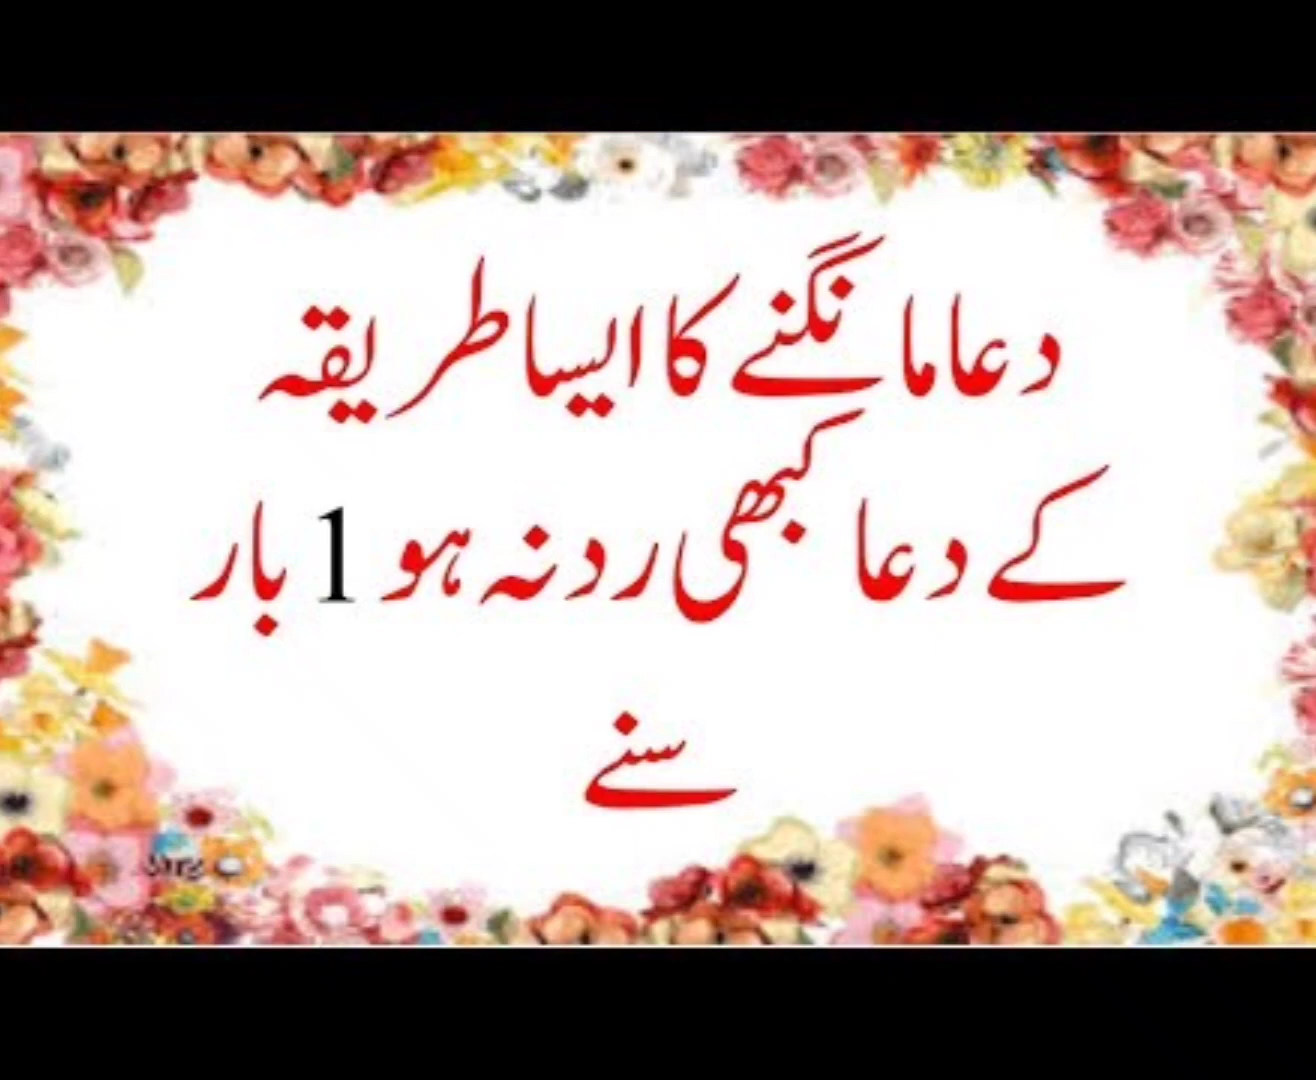 دعا مانگنے کا ایسا طریقہ
کے دعا کبھی رد نہ ہو 1 بار
سنے